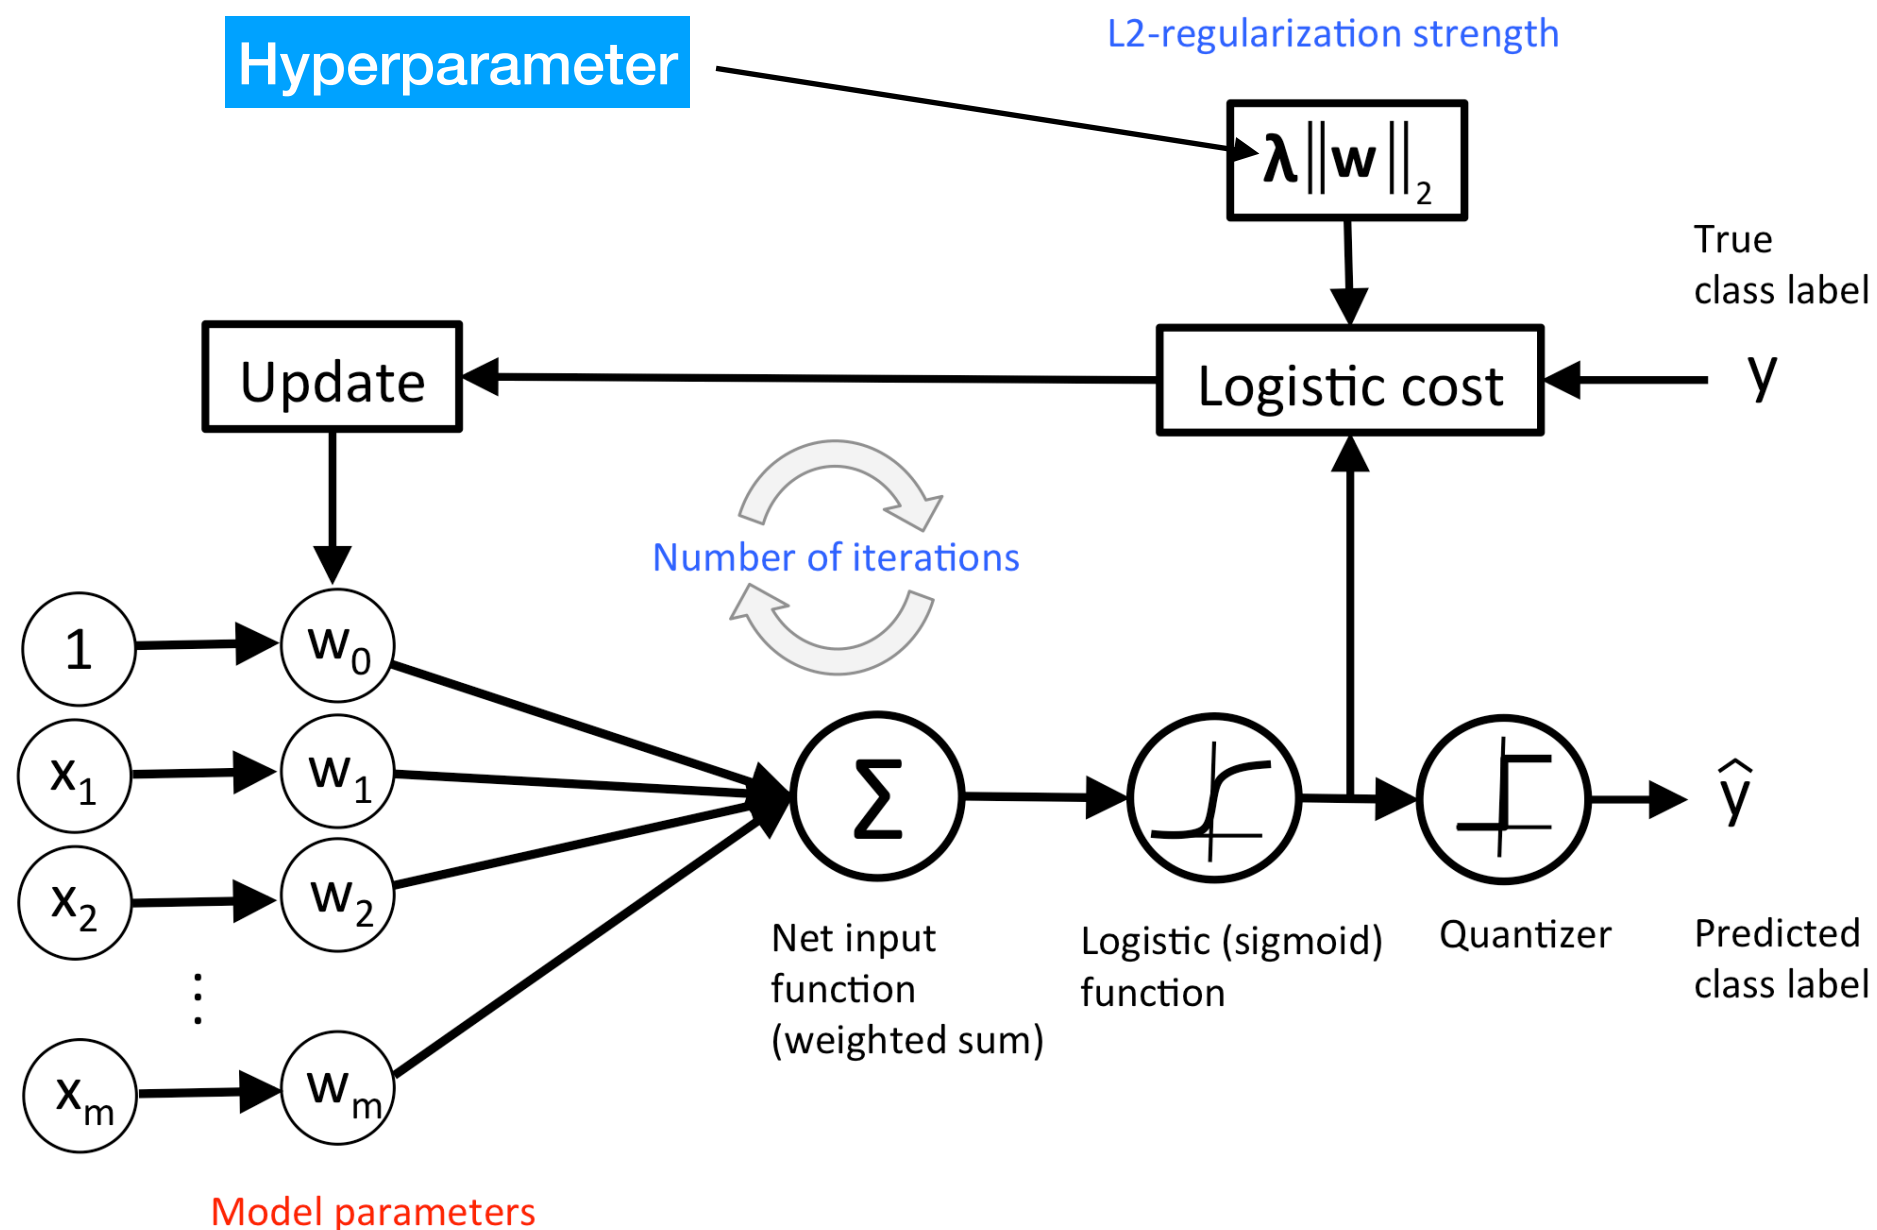 Hyperparameter
L2-regularization strength
λ||w||₂
True
class label
Update
Logistic cost
y
Number of iterations
1
w₀
x₁
w₁
x₂
w₂
⋮
xₘ
wₘ
Σ
ŷ
Net input
function
(weighted sum)
Logistic (sigmoid)
function
Quantizer
Predicted
class label
Model parameters